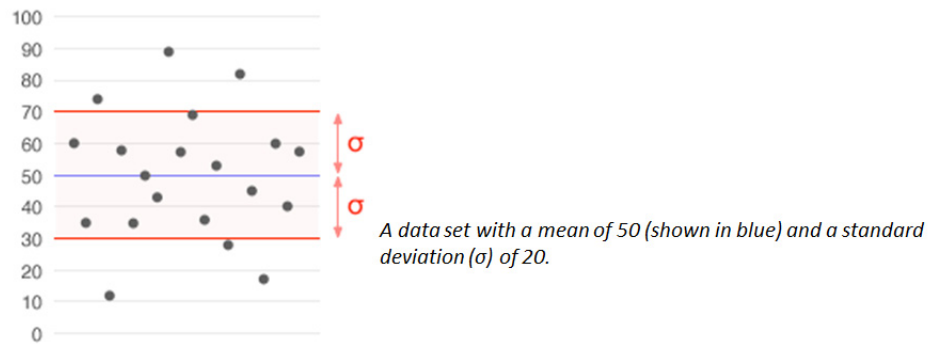 100
90
80
70
60
50
40
30
20
10
0
σ
σ
A data set with a mean of 50 (shown in blue) and a standard
deviation (σ) of 20.